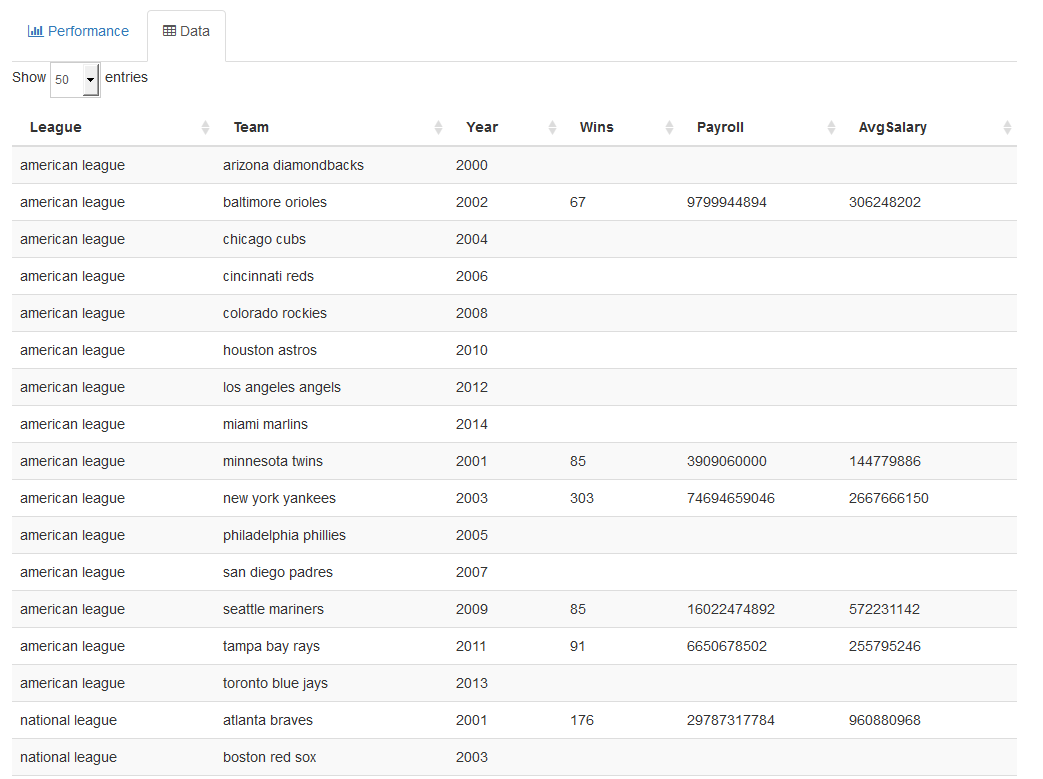 Performance Data
Show 50 entries
League Team Year Wins Payroll AvgSalary
american league arizona diamondbacks 2000
american league baltimore orioles 2002 67 9799944894 306248202
american league chicago cubs 2004
american league cincinnati reds 2006
american league colorado rockies 2008
american league houston astros 2010
american league los angeles angels 2012
american league miami marlins 2014
american league minnesota twins 2001 85 3909060000 144779886
american league new york yankees 2003 303 74694659046 2667666150
american league philadelphia phillies 2005
american league san diego padres 2007
american league seattle mariners 2009 85 16022474892 572231142
american league tampa bay rays 2011 91 6650678502 255795246
american league toronto blue jays 2013
national league atlanta braves 2001 176 29787317784 960880968
national league boston red sox 2003